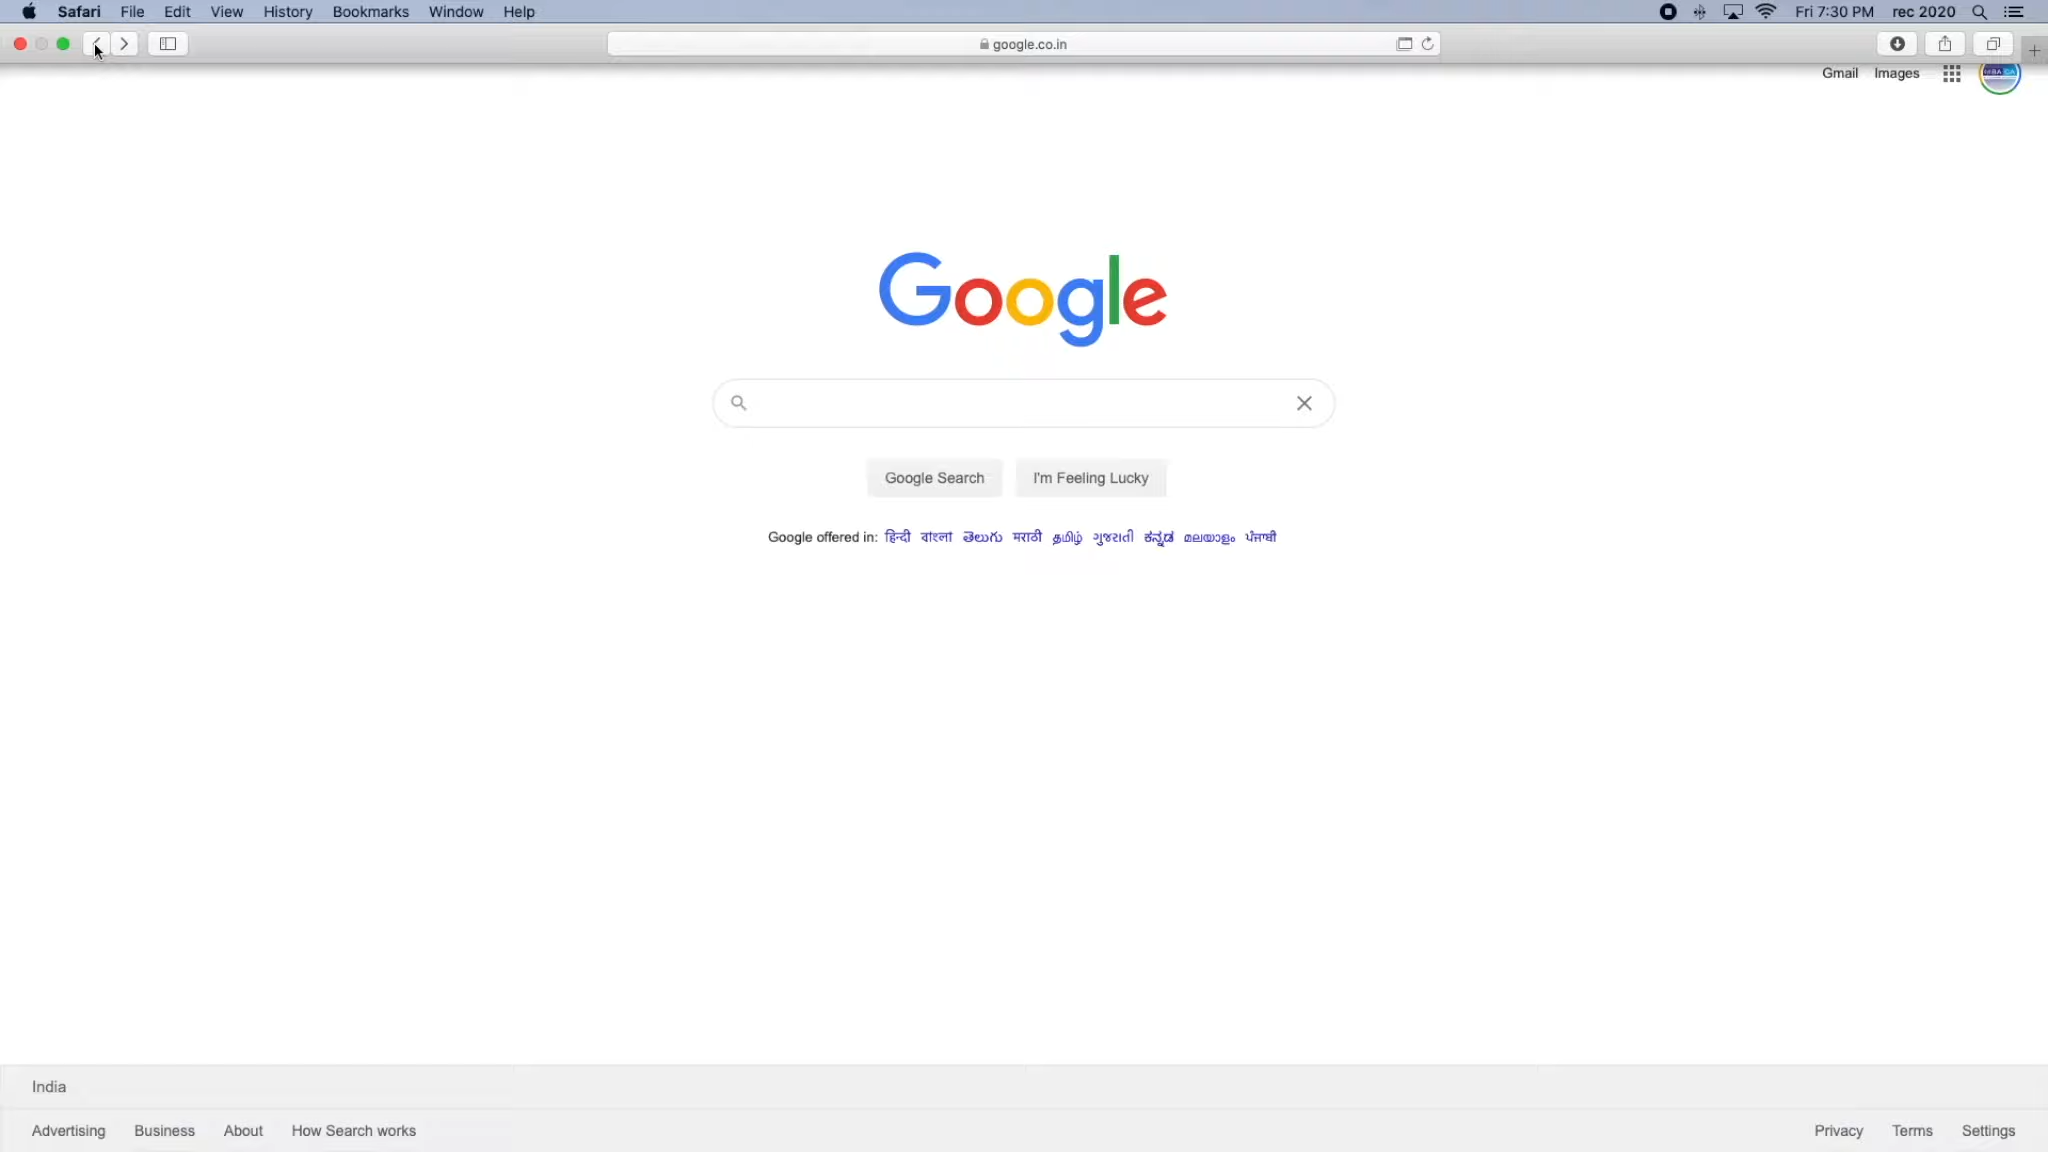 Safari File Edit View History Bookmarks Window Help Fri 7:30 PM rec 2020
google.co.in
Gmail Images
Google
Google Search I'm Feeling Lucky
Google offered in: हिन्दी বাংলা తెలుగు मराठी தமிழ் ગુજરાતી ಕನ್ನಡ മലയാളം ਪੰਜਾਬੀ
India
Advertising Business About How Search works Privacy Terms Settings